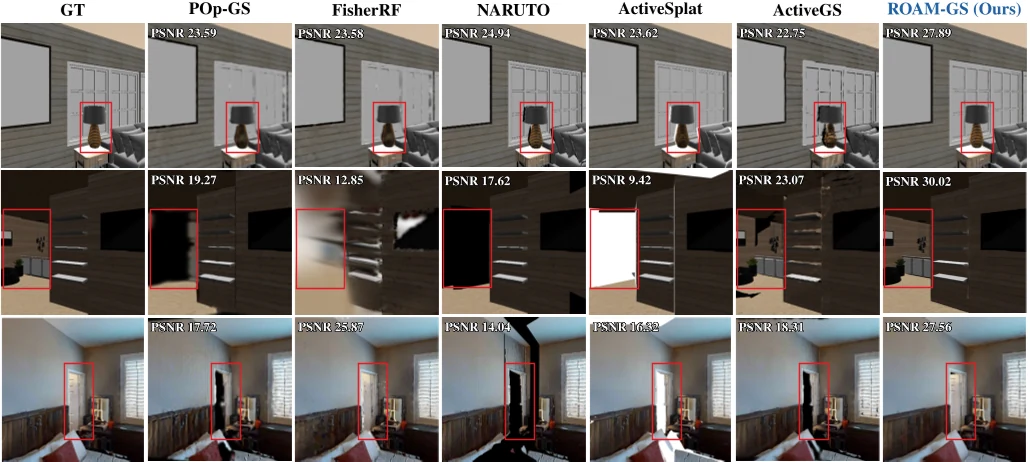 GT POp-GS FisherRF NARUTO ActiveSplat ActiveGS ROAM-GS (Ours)
PSNR 23.59 PSNR 23.58 PSNR 24.94 PSNR 23.62 PSNR 22.75 PSNR 27.89
PSNR 19.27 PSNR 12.85 PSNR 17.62 PSNR 9.42 PSNR 23.07 PSNR 30.02
PSNR 17.72 PSNR 25.87 PSNR 14.04 PSNR 16.32 PSNR 18.31 PSNR 27.56